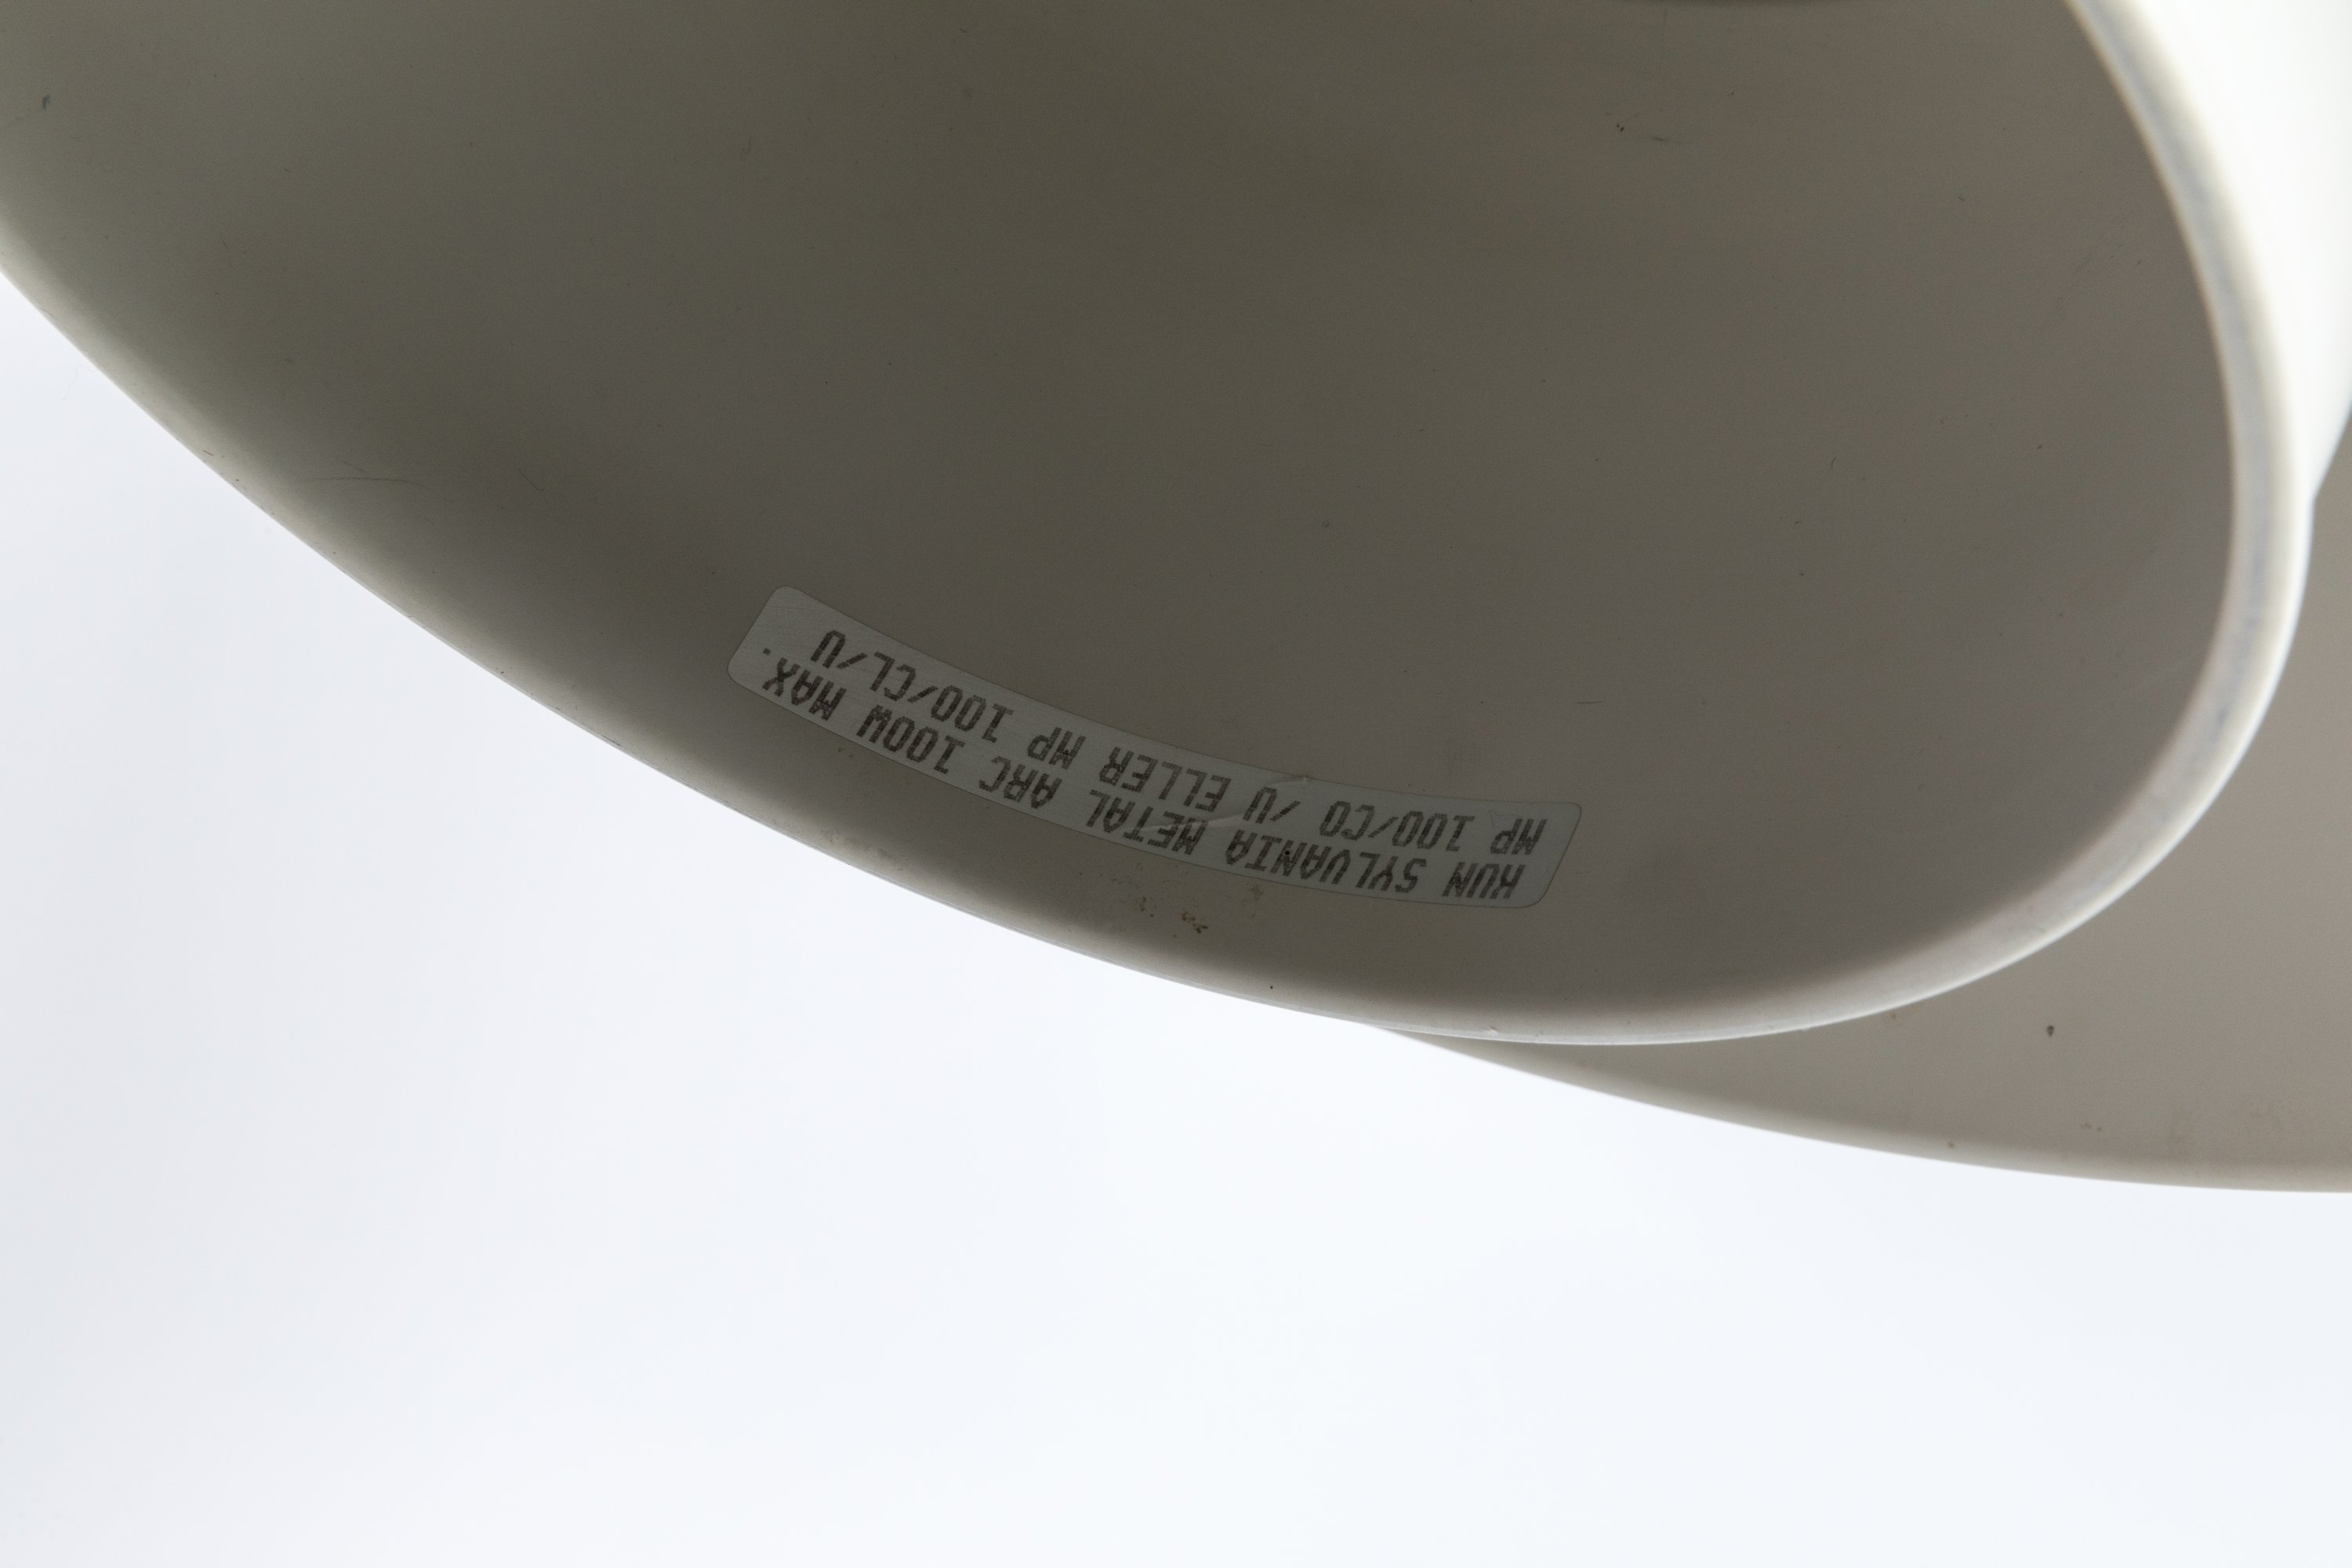 KUN SYLVANIA METAL ARC 100W MAX.
MP 100/CO /U ELLER MP 100/CL/U